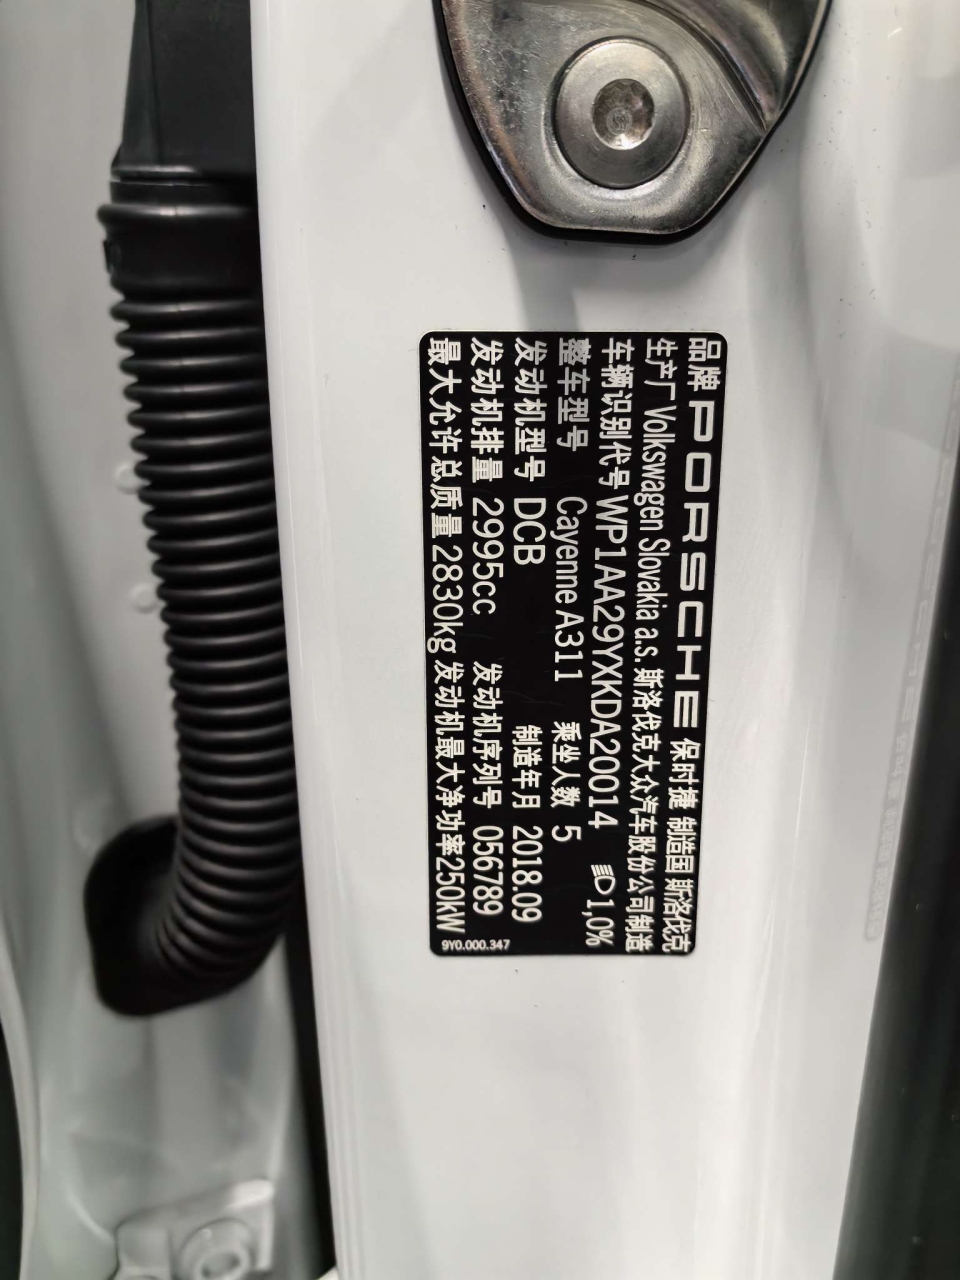 品牌 PORSCHE 保时捷 制造国 斯洛伐克
生产厂 Volkswagen Slovakia a.s. 斯洛伐克大众汽车股份公司制造
车辆识别代号 WP1AA29YXKDA20014 1,0%
整车型号 Cayenne A311 乘坐人数 5
发动机型号 DCB 制造年月 2018.09
发动机排量 2995cc 发动机序列号 056789
最大允许总质量 2830kg 发动机最大净功率250kW
9Y0.000.347